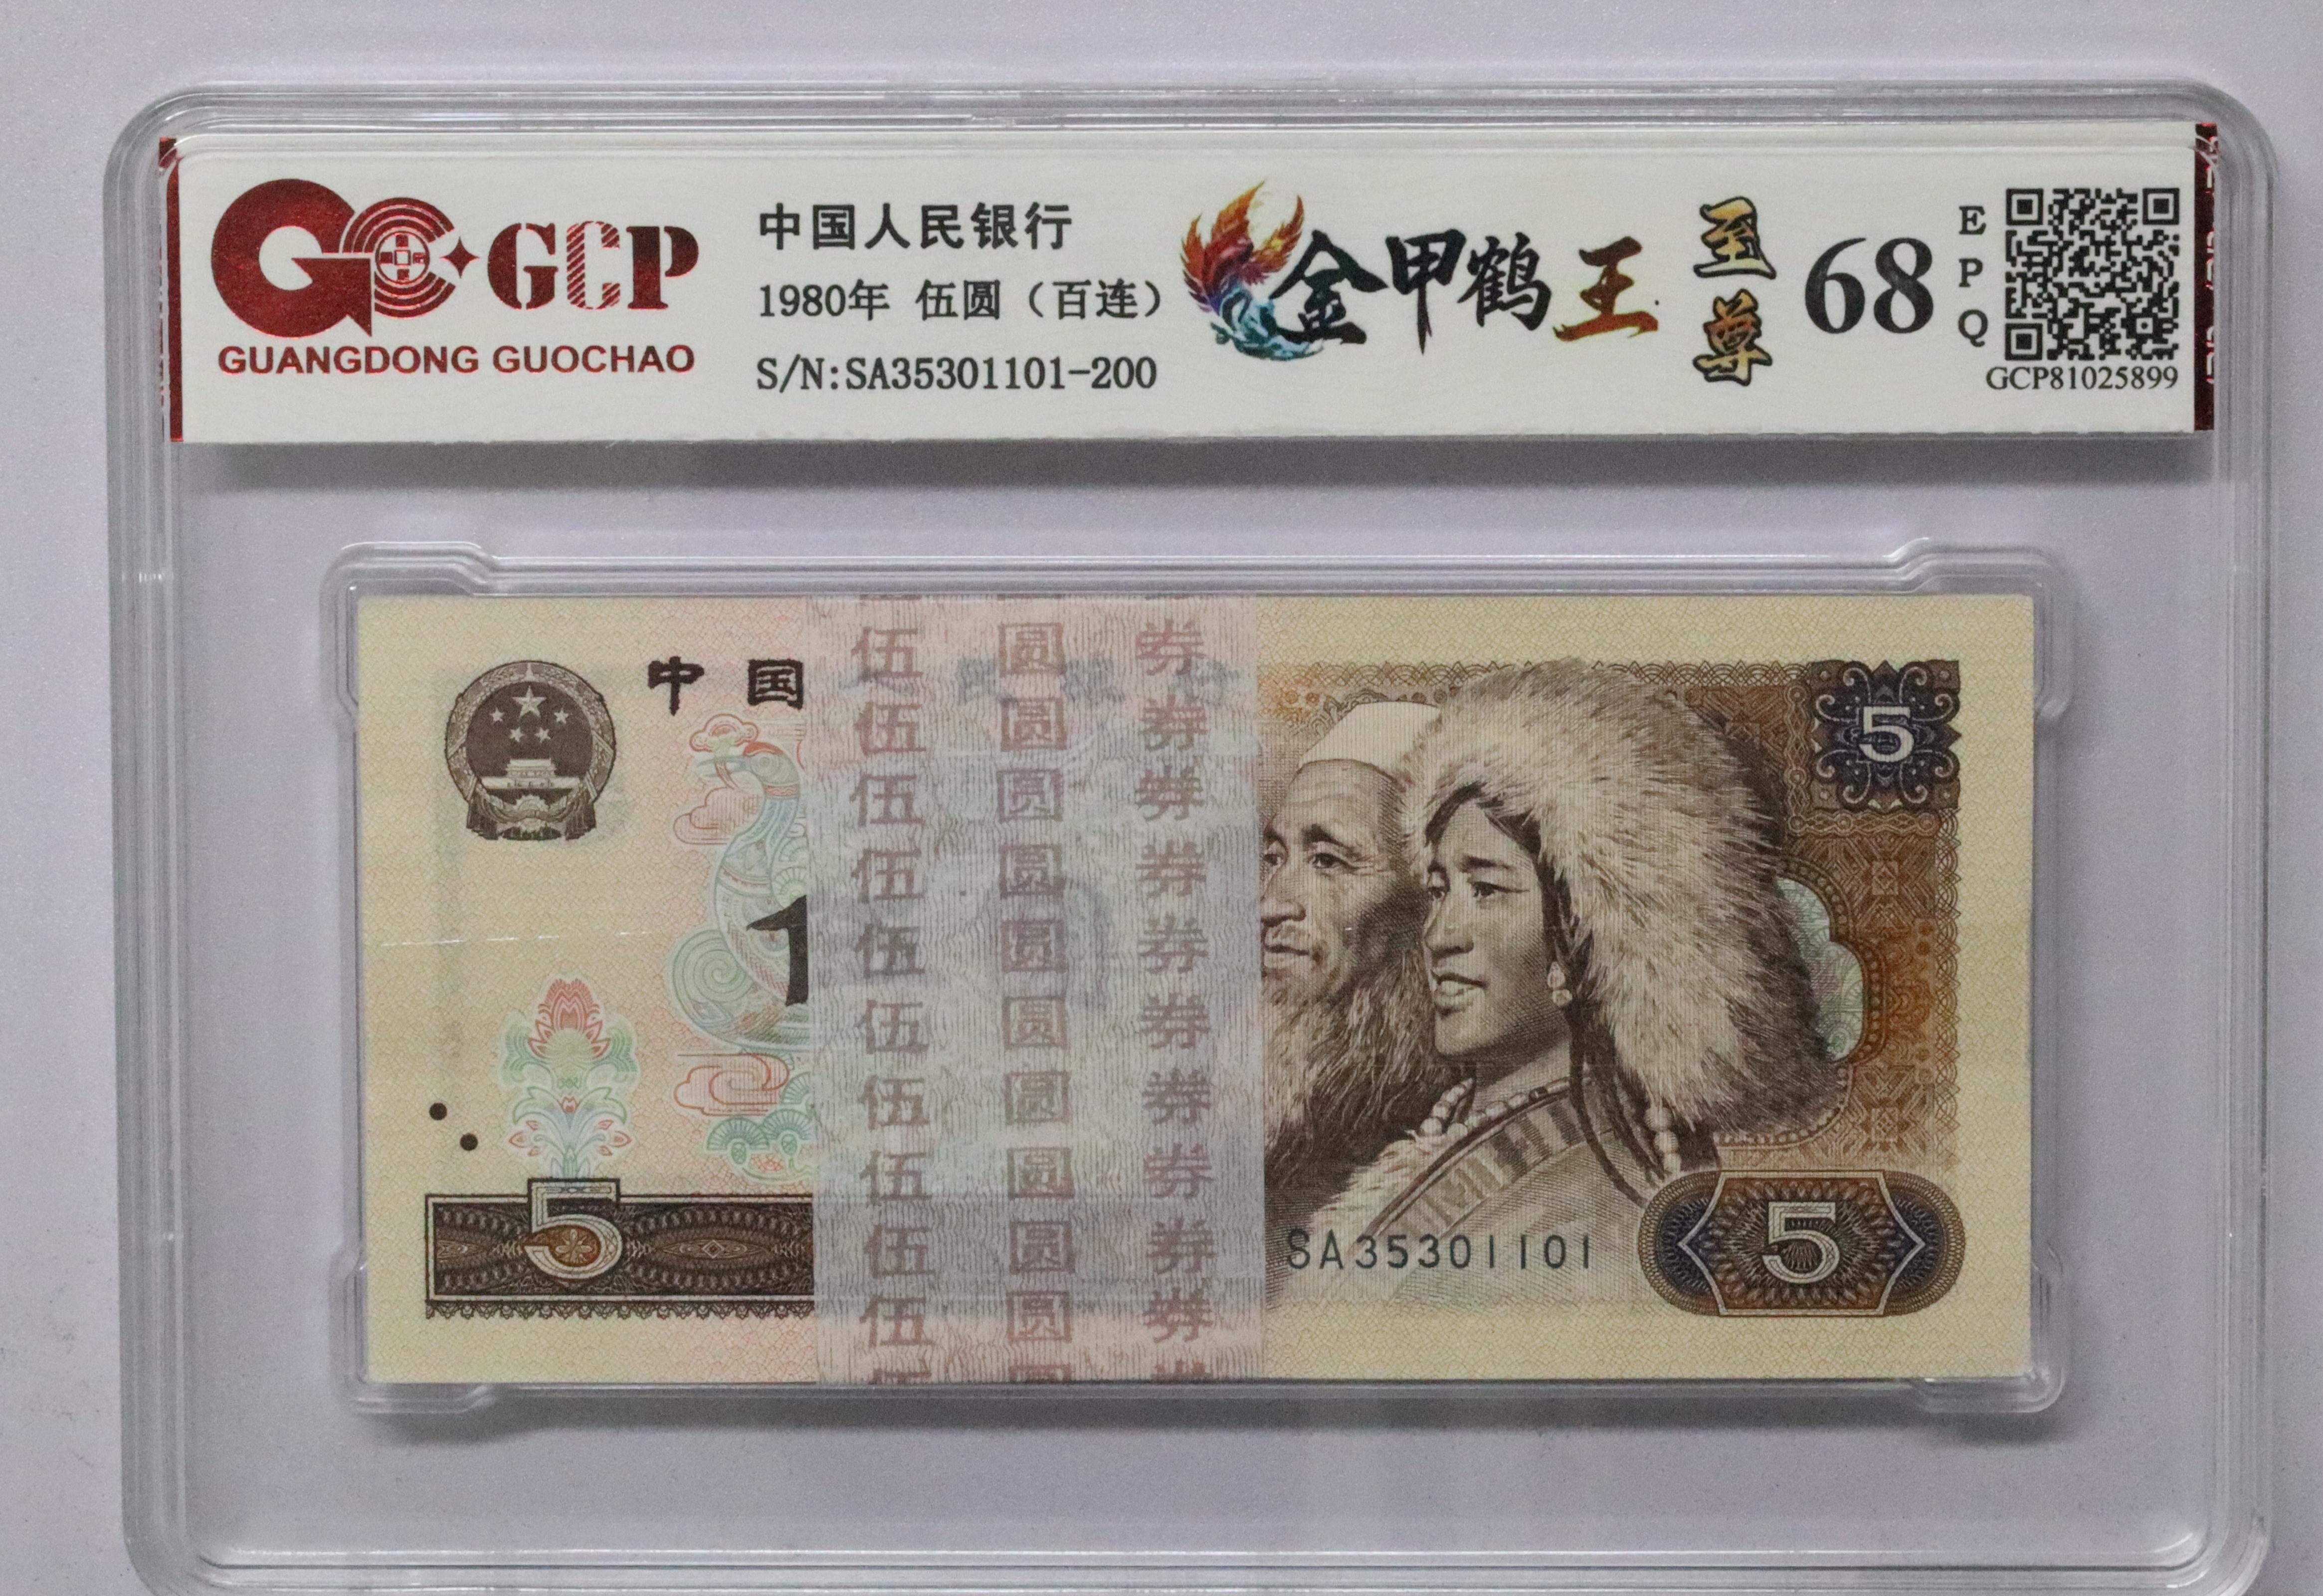 GCP
GUANGDONG GUOCHAO
中国人民银行
1980年 伍圆（百连）
S/N:SA35301101-200
金甲鹤王
至尊
68
EPQ
GCP81025899
中国
5
伍 圆 券
伍 圆 券
伍 圆 券
伍 圆 券
伍 圆 券
伍 圆 券
伍 圆 券
伍 圆 券
伍 圆 券
伍 圆 券
5
SA35301101
5